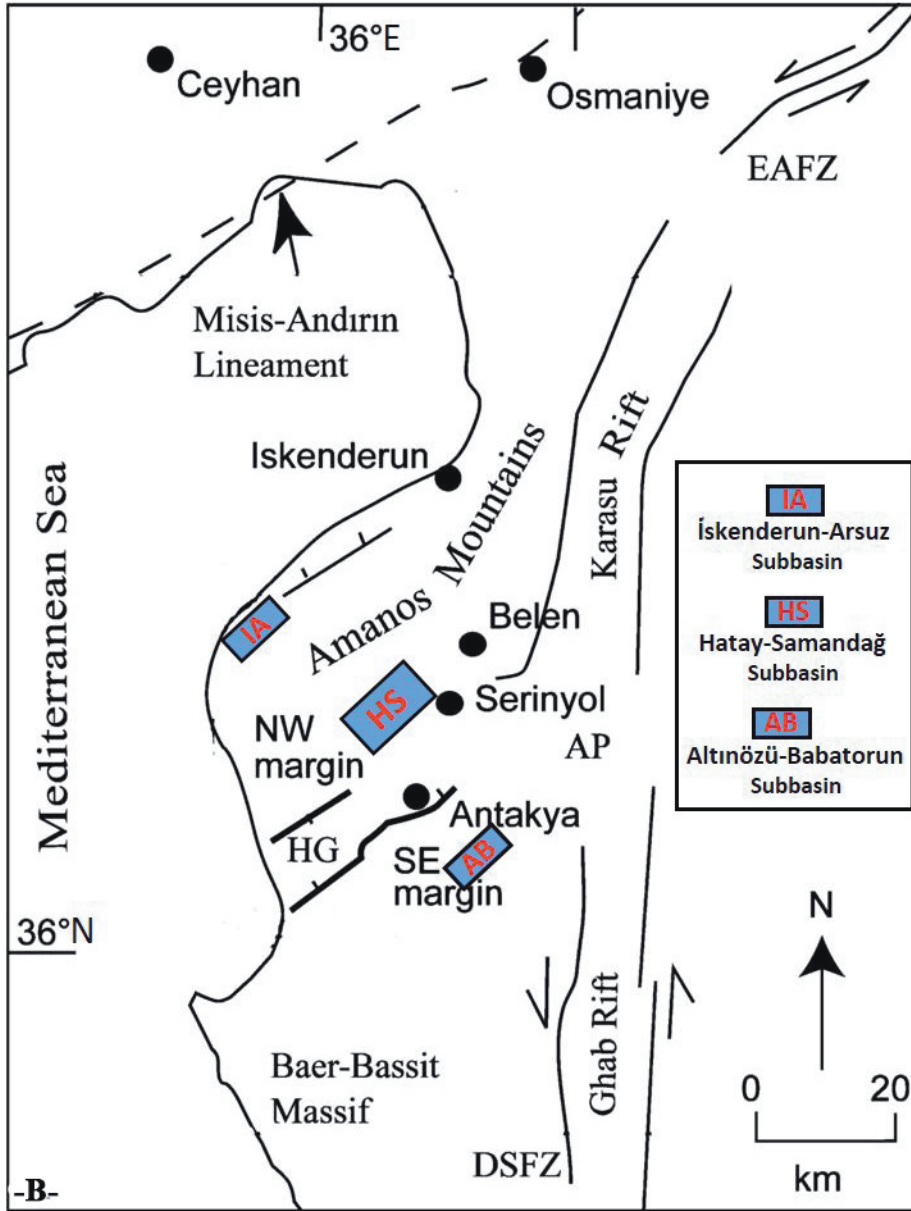 36°E
Ceyhan
Osmaniye
EAFZ
Misis-Andırın
Lineament
Karasu Rift
Iskenderun
Amanos Mountains
Mediterranean Sea
IA
İskenderun-Arsuz
Subbasin
HS
Hatay-Samandağ
Subbasin
AB
Altınözü-Babatorun
Subbasin
IA
Belen
HS
Serinyol
NW
margin
AP
Antakya
HG
SE
margin
AB
36°N
N
Ghab Rift
Baer-Bassit
Massif
0 20
km
DSFZ
-B-